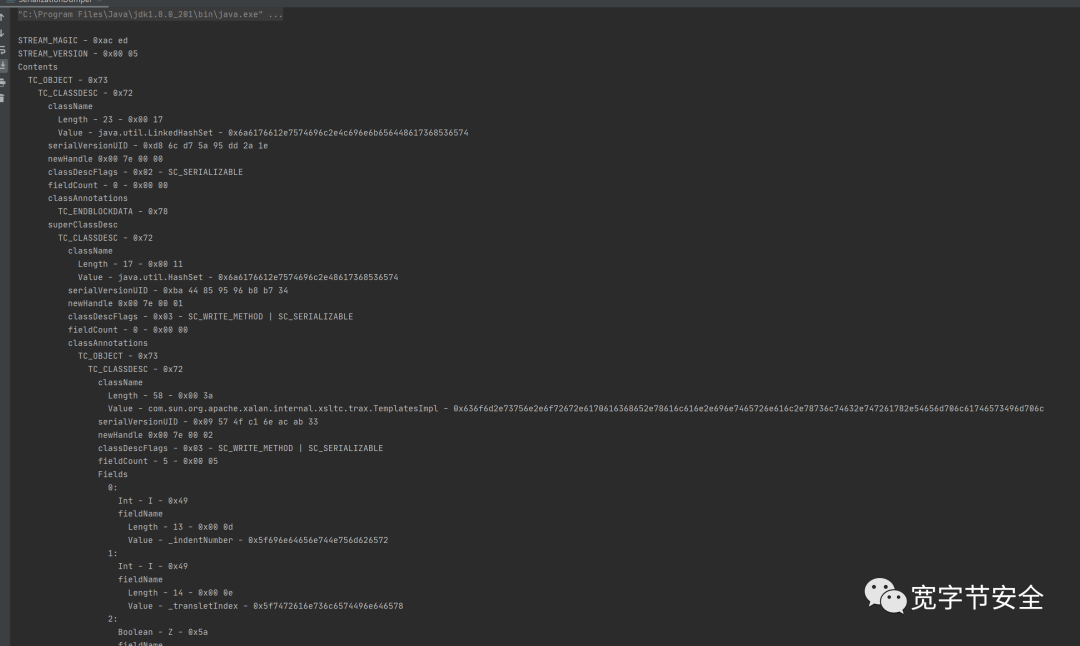 SerializationDumper
"C:\Program Files\Java\jdk1.8.0_201\bin\java.exe" ...
STREAM_MAGIC - 0xac ed
STREAM_VERSION - 0x00 05
Contents
TC_OBJECT - 0x73
TC_CLASSDESC - 0x72
className
Length - 23 - 0x00 17
Value - java.util.LinkedHashSet - 0x6a6176612e7574696c2e4c696e6b656448617368536574
serialVersionUID - 0xd8 6c d7 5a 95 dd 2a 1e
newHandle 0x00 7e 00 00
classDescFlags - 0x02 - SC_SERIALIZABLE
fieldCount - 0 - 0x00 00
classAnnotations
TC_ENDBLOCKDATA - 0x78
superClassDesc
TC_CLASSDESC - 0x72
className
Length - 17 - 0x00 11
Value - java.util.HashSet - 0x6a6176612e7574696c2e48617368536574
serialVersionUID - 0xba 44 85 95 96 b8 b7 34
newHandle 0x00 7e 00 01
classDescFlags - 0x03 - SC_WRITE_METHOD | SC_SERIALIZABLE
fieldCount - 0 - 0x00 00
classAnnotations
TC_OBJECT - 0x73
TC_CLASSDESC - 0x72
className
Length - 58 - 0x00 3a
Value - com.sun.org.apache.xalan.internal.xsltc.trax.TemplatesImpl - 0x636f6d2e73756e2e6f72672e6170616368652e78616c616e2e696e7465726e616c2e78736c74632e747261782e54656d706c61746573496d706c
serialVersionUID - 0x09 57 4f c1 6e ac ab 33
newHandle 0x00 7e 00 02
classDescFlags - 0x03 - SC_WRITE_METHOD | SC_SERIALIZABLE
fieldCount - 5 - 0x00 05
Fields
0:
Int - I - 0x49
fieldName
Length - 13 - 0x00 0d
Value - _indentNumber - 0x5f696e64656e744e756d626572
1:
Int - I - 0x49
fieldName
Length - 14 - 0x00 0e
Value - _transletIndex - 0x5f7472616e736c6574496e646578
2:
Boolean - Z - 0x5a
fieldName
宽字节安全